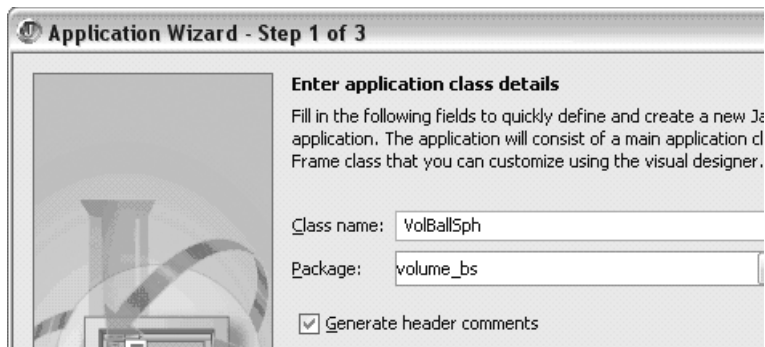 Application Wizard - Step 1 of 3
Enter application class details
Fill in the following fields to quickly define and create a new
application. The application will consist of a main application
Frame class that you can customize using the visual designer.
Class name: VolBallSph
Package: volume_bs
Generate header comments